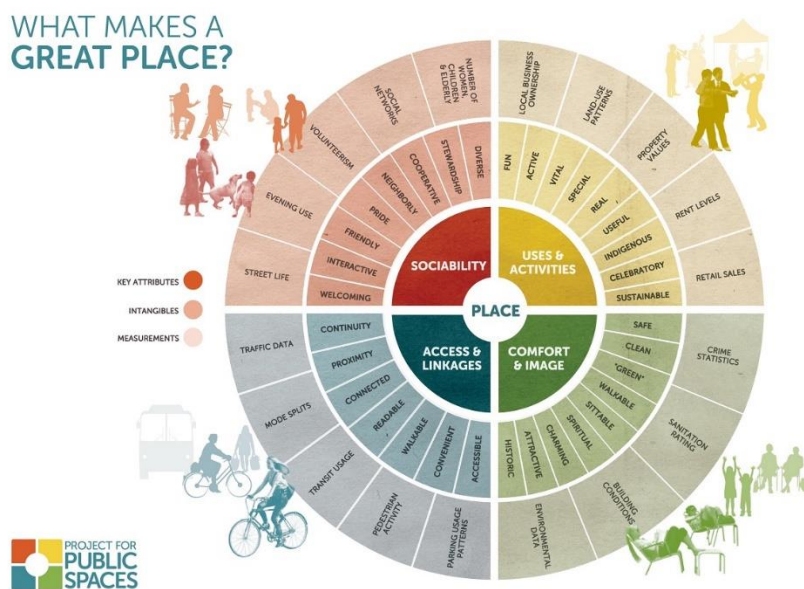 WHAT MAKES A
GREAT PLACE?
KEY ATTRIBUTES
INTANGIBLES
MEASUREMENTS
PLACE
SOCIABILITY
DIVERSE
STEWARDSHIP
COOPERATIVE
NEIGHBORLY
PRIDE
FRIENDLY
INTERACTIVE
WELCOMING
NUMBER OF
WOMEN,
CHILDREN
& ELDERLY
SOCIAL
NETWORKS
VOLUNTEERISM
EVENING USE
STREET LIFE
USES &
ACTIVITIES
FUN
ACTIVE
VITAL
SPECIAL
REAL
USEFUL
INDIGENOUS
CELEBRATORY
SUSTAINABLE
LOCAL BUSINESS
OWNERSHIP
LAND-USE
PATTERNS
PROPERTY
VALUES
RENT LEVELS
RETAIL SALES
ACCESS &
LINKAGES
CONTINUITY
PROXIMITY
CONNECTED
READABLE
WALKABLE
CONVENIENT
ACCESSIBLE
TRAFFIC DATA
MODE SPLITS
TRANSIT USAGE
PEDESTRIAN
ACTIVITY
PARKING USAGE
PATTERNS
COMFORT
& IMAGE
SAFE
CLEAN
"GREEN"
WALKABLE
SITTABLE
SPIRITUAL
CHARMING
ATTRACTIVE
HISTORIC
CRIME
STATISTICS
SANITATION
RATING
BUILDING
CONDITIONS
ENVIRONMENTAL
DATA
PROJECT FOR
PUBLIC
SPACES